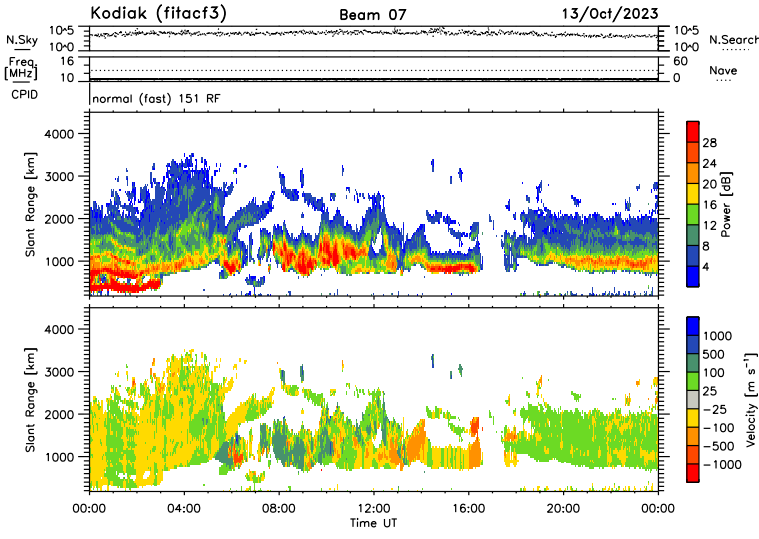 Kodiak (fitacf3) Beam 07 13/Oct/2023
N.Sky 10^5 10^0 10^5 10^0 N.Search
Freq. [MHz] 16 10 60 0 Nave
CPID normal (fast) 151 RF
Slant Range [km] 4000 3000 2000 1000
Power [dB] 28 24 20 16 12 8 4
Slant Range [km] 4000 3000 2000 1000
Velocity [m s^-1] 1000 500 100 25 -25 -100 -500 -1000
00:00 04:00 08:00 12:00 16:00 20:00 00:00
Time UT